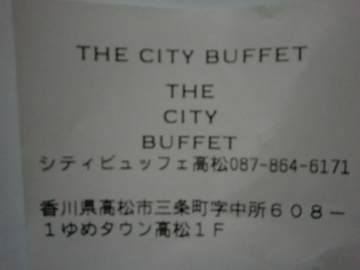 THE CITY BUFFET
THE
CITY
BUFFET
シティビュッフェ高松087-864-6171
香川県高松市三条町字中所608-
1ゆめタウン高松1F